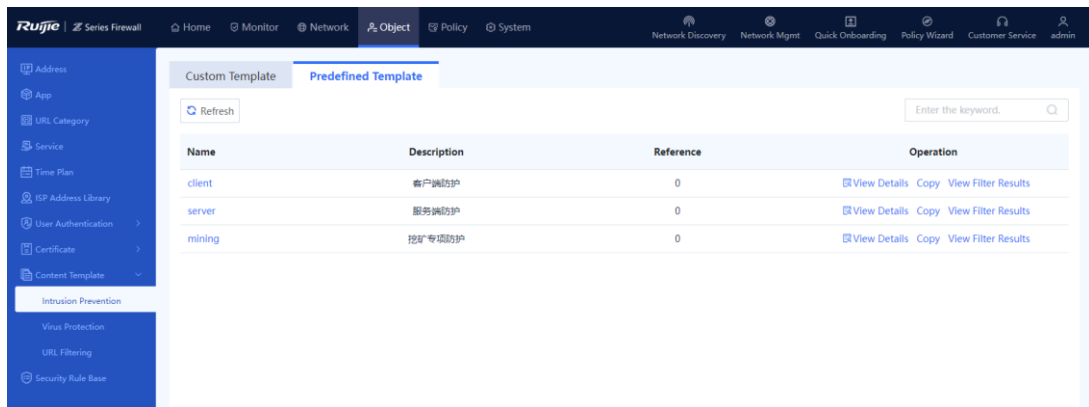 Ruijie | Z Series Firewall Home Monitor Network Object Policy System Network Discovery Network Mgmt Quick Onboarding Policy Wizard Customer Service admin
Address
App
URL Category
Service
Time Plan
ISP Address Library
User Authentication
Certificate
Content Template
Intrusion Prevention
Virus Protection
URL Filtering
Security Rule Base
Custom Template Predefined Template
Refresh Enter the keyword.
Name Description Reference Operation
client 客户端防护 0 View Details Copy View Filter Results
server 服务端防护 0 View Details Copy View Filter Results
mining 挖矿专项防护 0 View Details Copy View Filter Results